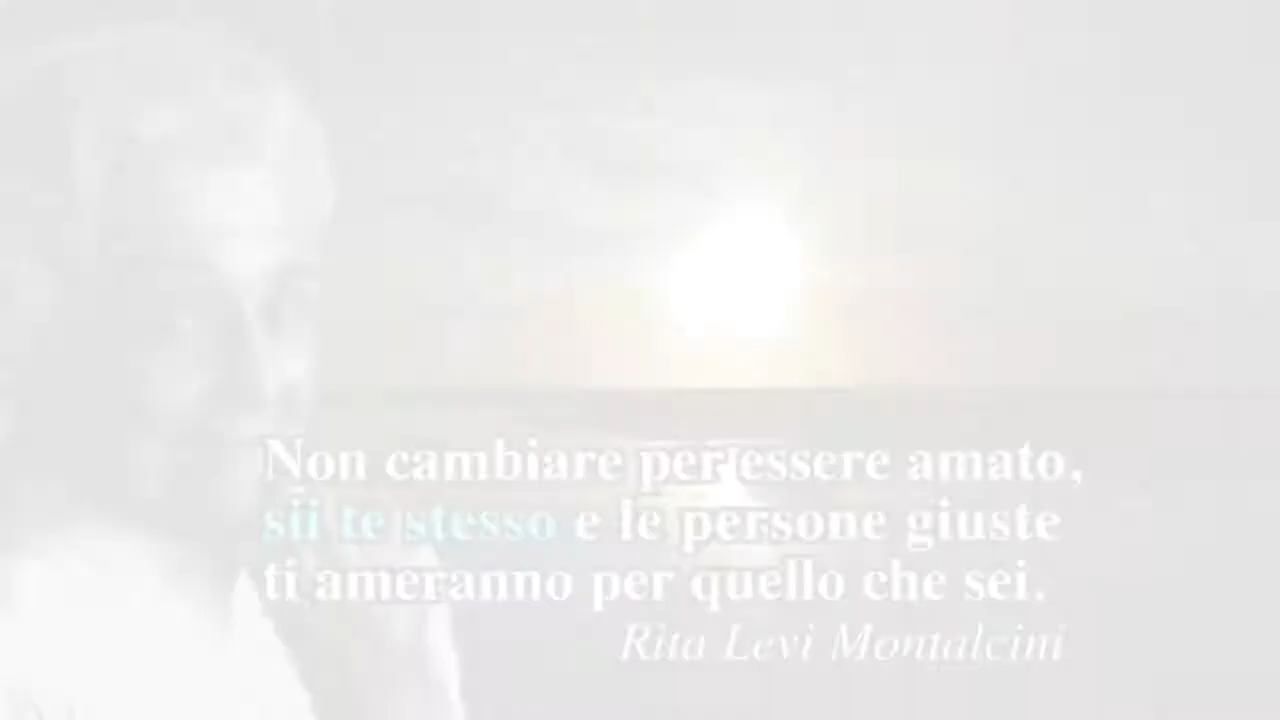 Non cambiare per essere amato,
sii te stesso e le persone giuste
ti ameranno per quello che sei.
Rita Levi Montalcini